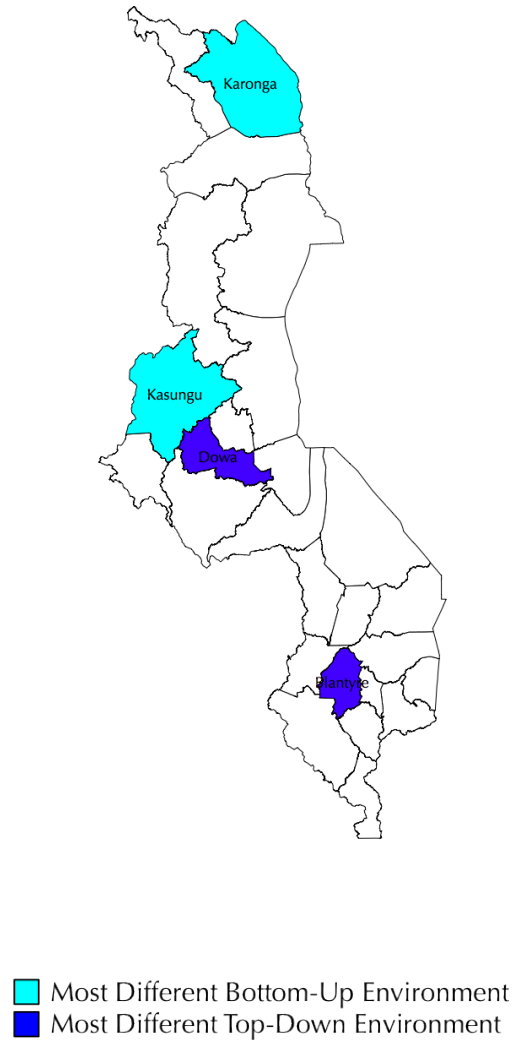 Karonga
Kasungu
Dowa
Blantyre
Most Different Bottom-Up Environment
Most Different Top-Down Environment